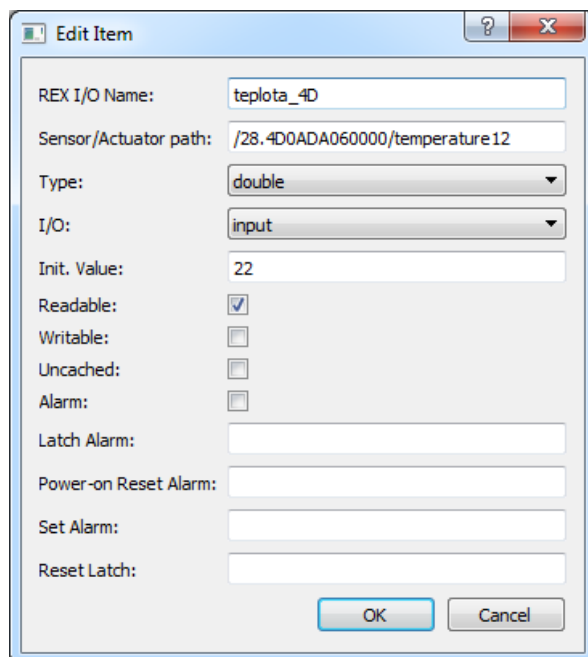 Edit Item
REX I/O Name: teplota_4D
Sensor/Actuator path: /28.4D0ADA060000/temperature12
Type: double
I/O: input
Init. Value: 22
Readable:
Writable:
Uncached:
Alarm:
Latch Alarm:
Power-on Reset Alarm:
Set Alarm:
Reset Latch:
OK Cancel